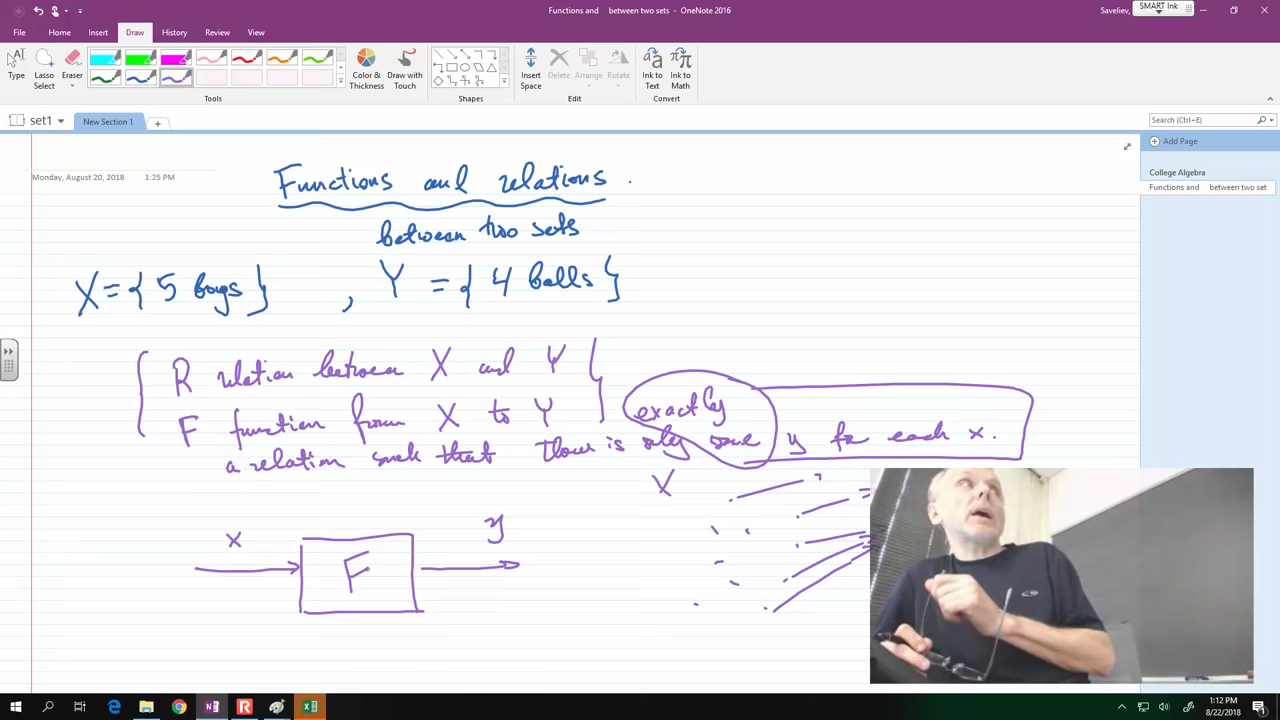 Functions and    between two sets - OneNote 2016
Saveliev,
SMART Ink
File Home Insert Draw History Review View
Type
Lasso Select
Eraser
Color & Thickness
Draw with Touch
Insert Space
Delete
Arrange
Rotate
Ink to Text
Ink to Math
Tools
Shapes
Edit
Convert
set1
New Section 1
Search (Ctrl+E)
Add Page
College Algebra
Functions and    between two set
Monday, August 20, 2018    1:25 PM
Functions and relations .
between two sets
X = { 5 boys } , Y = { 4 balls }
R relation between X and Y
F function from X to Y
exactly
a relation such that there is only one y for each x.
X
x F y
1:12 PM
8/22/2018